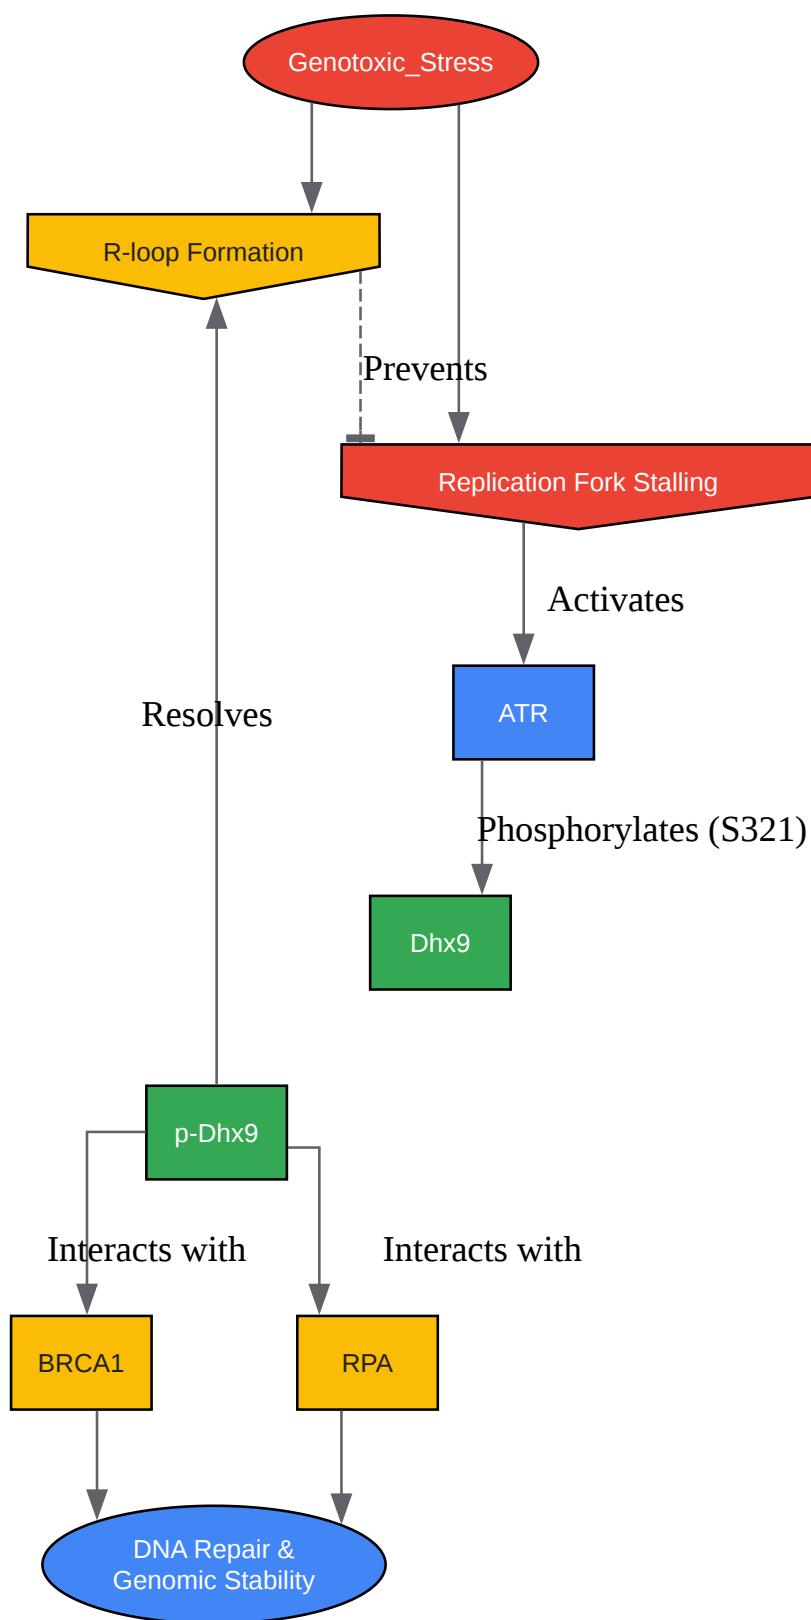 Genotoxic_Stress
R-loop Formation
Prevents
Replication Fork Stalling
Activates
ATR
Resolves
Phosphorylates (S321)
Dhx9
p-Dhx9
Interacts with
Interacts with
BRCA1
RPA
DNA Repair &
Genomic Stability